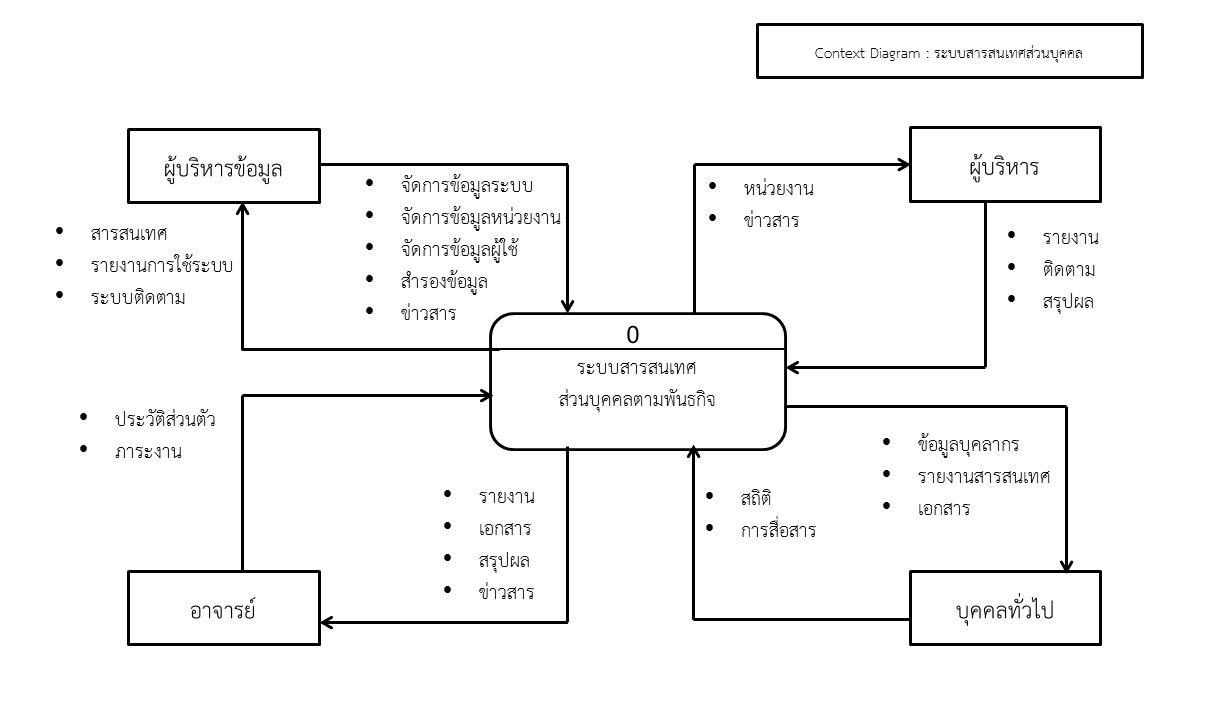 Context Diagram : ระบบสารสนเทศส่วนบุคคล
ผู้บริหารข้อมูล
• จัดการข้อมูลระบบ
• จัดการข้อมูลหน่วยงาน
• จัดการข้อมูลผู้ใช้
• สำรองข้อมูล
• ข่าวสาร
• สารสนเทศ
• รายงานการใช้ระบบ
• ระบบติดตาม
ผู้บริหาร
• หน่วยงาน
• ข่าวสาร
• รายงาน
• ติดตาม
• สรุปผล
0
ระบบสารสนเทศ
ส่วนบุคคลตามพันธกิจ
• ประวัติส่วนตัว
• ภาระงาน
• รายงาน
• เอกสาร
• สรุปผล
• ข่าวสาร
อาจารย์
• สถิติ
• การสื่อสาร
• ข้อมูลบุคลากร
• รายงานสารสนเทศ
• เอกสาร
บุคคลทั่วไป